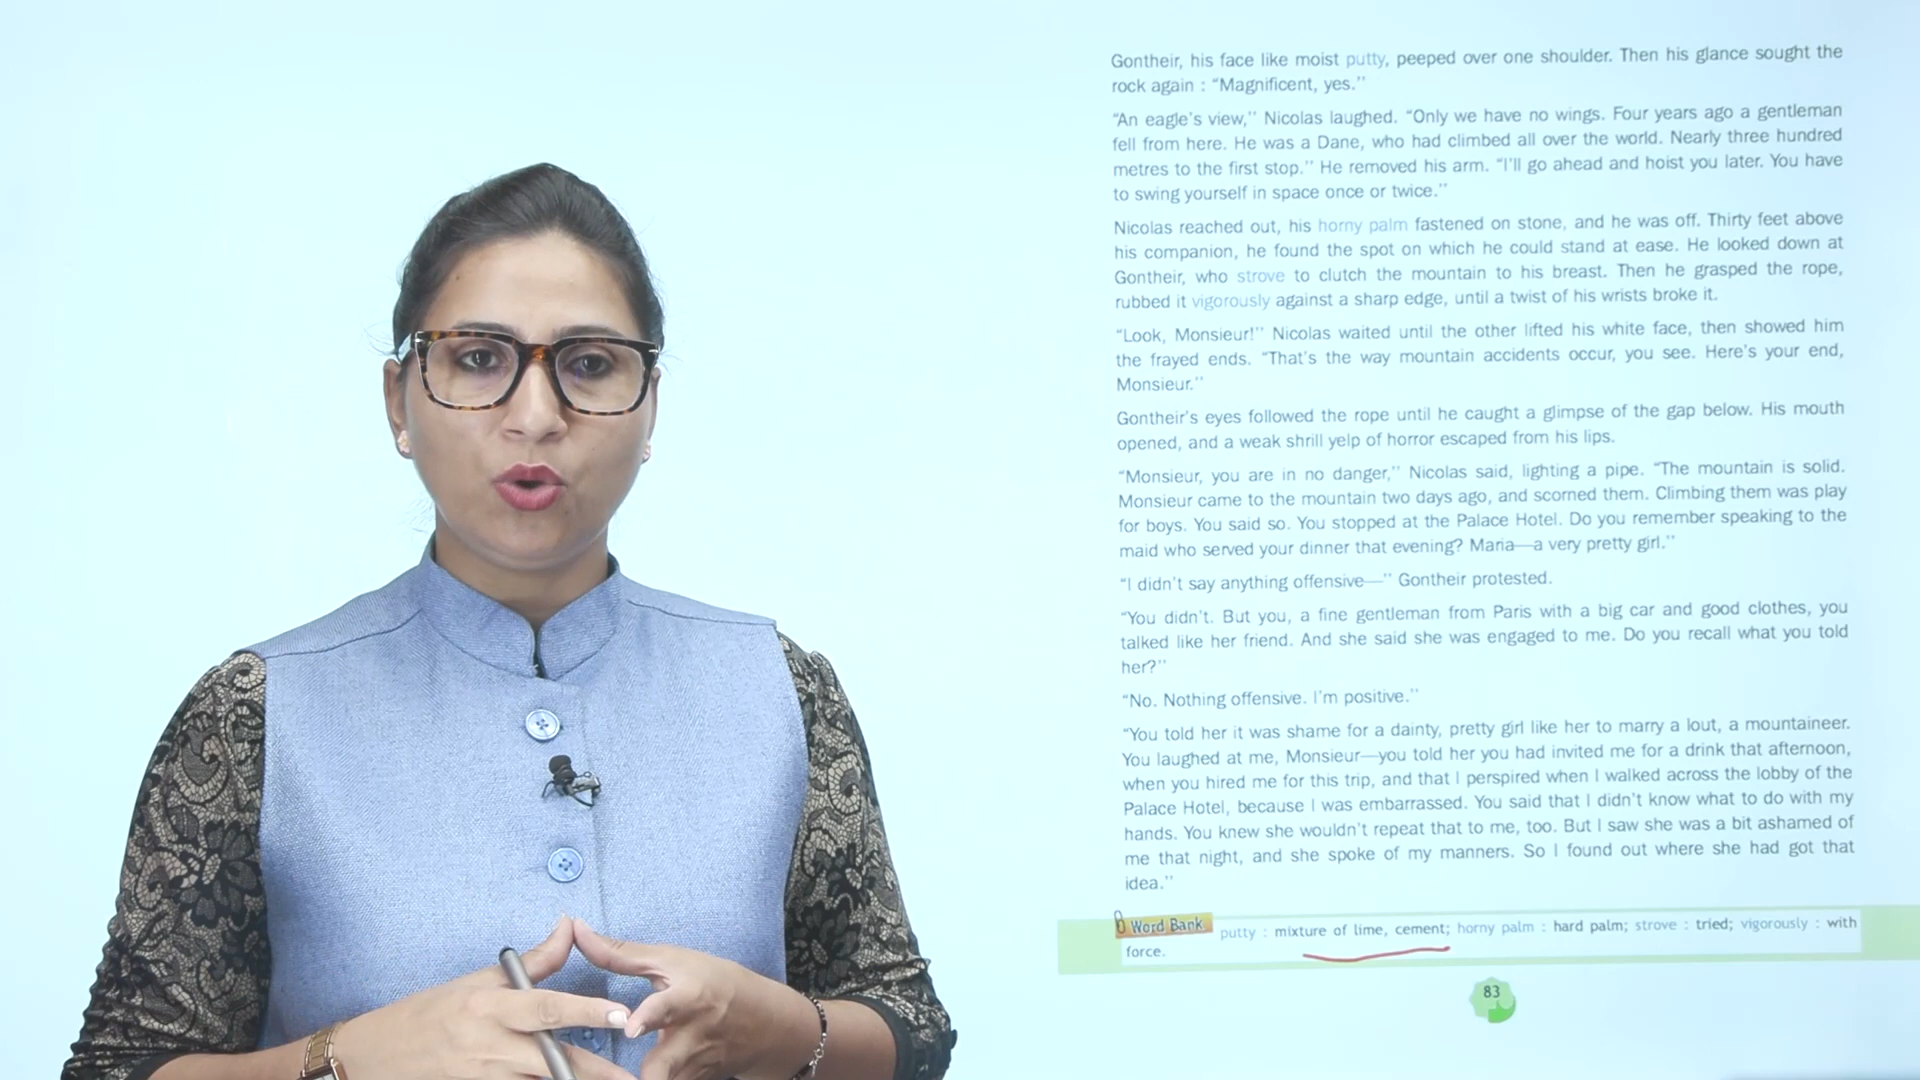 Gontheir, his face like moist putty, peeped over one shoulder. Then his glance sought the
rock again : “Magnificent, yes.’’
“An eagle’s view,’’ Nicolas laughed. “Only we have no wings. Four years ago a gentleman
fell from here. He was a Dane, who had climbed all over the world. Nearly three hundred
metres to the first stop.’’ He removed his arm. “I’ll go ahead and hoist you later. You have
to swing yourself in space once or twice.’’
Nicolas reached out, his horny palm fastened on stone, and he was off. Thirty feet above
his companion, he found the spot on which he could stand at ease. He looked down at
Gontheir, who strove to clutch the mountain to his breast. Then he grasped the rope,
rubbed it vigorously against a sharp edge, until a twist of his wrists broke it.
“Look, Monsieur!’’ Nicolas waited until the other lifted his white face, then showed him
the frayed ends. “That’s the way mountain accidents occur, you see. Here’s your end,
Monsieur.’’
Gontheir’s eyes followed the rope until he caught a glimpse of the gap below. His mouth
opened, and a weak shrill yelp of horror escaped from his lips.
“Monsieur, you are in no danger,’’ Nicolas said, lighting a pipe. “The mountain is solid.
Monsieur came to the mountain two days ago, and scorned them. Climbing them was play
for boys. You said so. You stopped at the Palace Hotel. Do you remember speaking to the
maid who served your dinner that evening? Maria—a very pretty girl.’’
“I didn’t say anything offensive—’’ Gontheir protested.
“You didn’t. But you, a fine gentleman from Paris with a big car and good clothes, you
talked like her friend. And she said she was engaged to me. Do you recall what you told
her?’’
“No. Nothing offensive. I’m positive.’’
“You told her it was shame for a dainty, pretty girl like her to marry a lout, a mountaineer.
You laughed at me, Monsieur—you told her you had invited me for a drink that afternoon,
when you hired me for this trip, and that I perspired when I walked across the lobby of the
Palace Hotel, because I was embarrassed. You said that I didn’t know what to do with my
hands. You knew she wouldn’t repeat that to me, too. But I saw she was a bit ashamed of
me that night, and she spoke of my manners. So I found out where she had got that
idea.’’
Word Bank putty : mixture of lime, cement; horny palm : hard palm; strove : tried; vigorously : with
force.
83